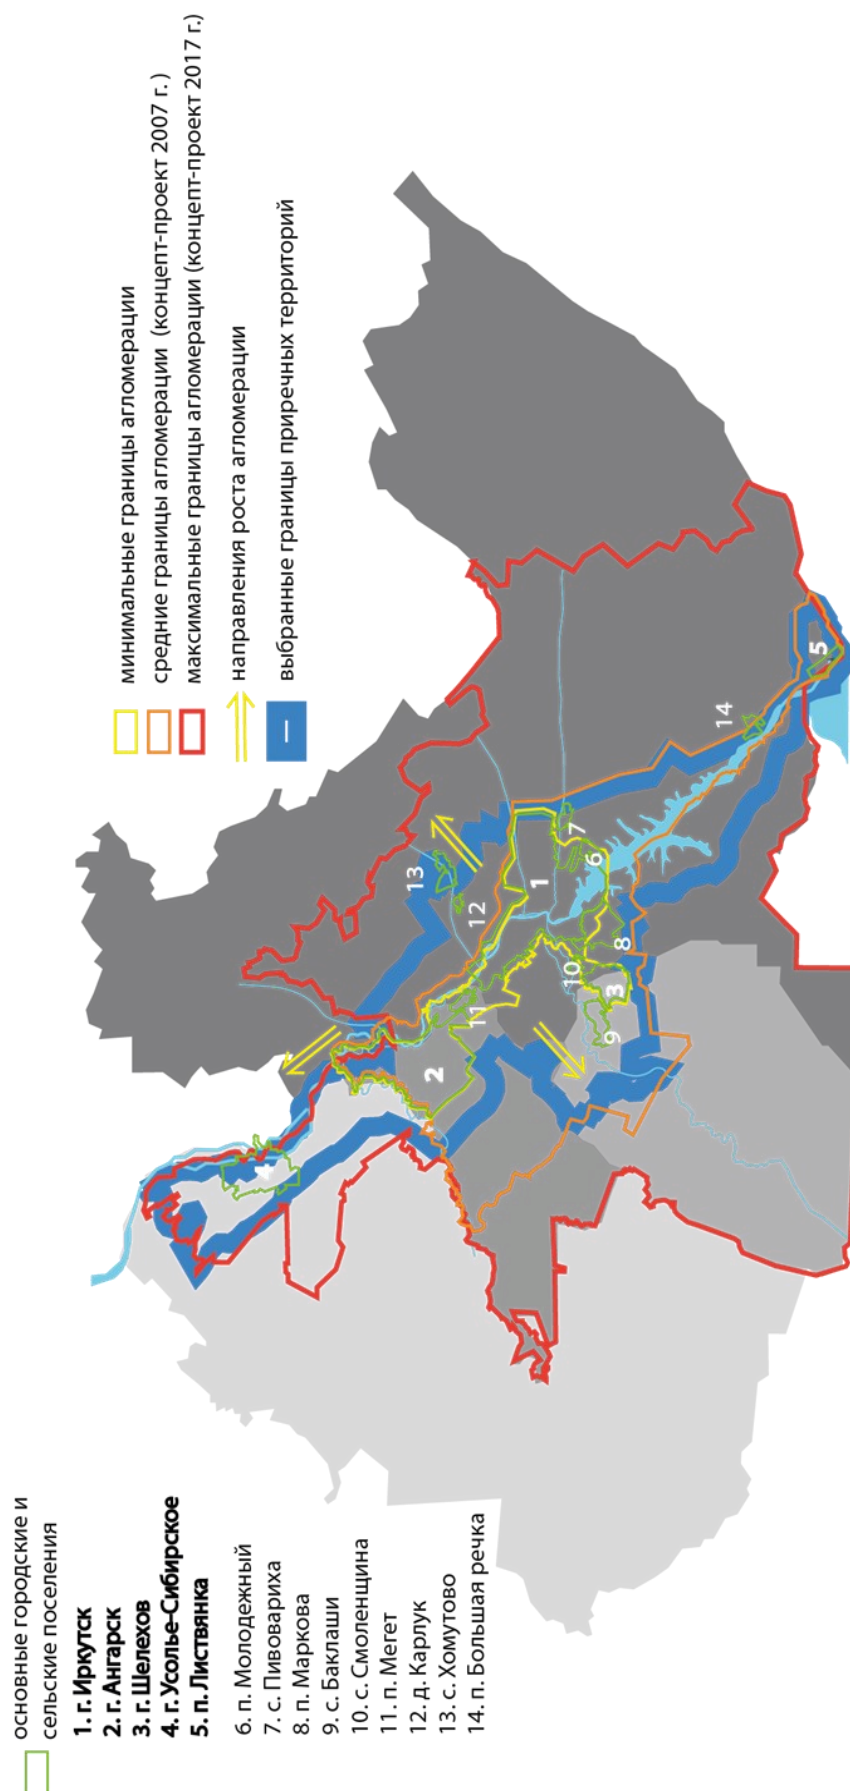 основные городские и
сельские поселения
1. г. Иркутск
2. г. Ангарск
3. г. Шелехов
4. г. Усолье-Сибирское
5. п. Листвянка
6. п. Молодежный
7. с. Пивовариха
8. п. Маркова
9. с. Баклаши
10. с. Смоленщина
11. п. Мегет
12. д. Карлук
13. с. Хомутово
14. п. Большая речка
минимальные границы агломерации
средние границы агломерации (концепт-проект 2007 г. )
максимальные границы агломерации (концепт-проект 2017 г.)
направления роста агломерации
выбранные границы приречных территорий
4
2
11
13
12
1
10
9
3
8
6
7
14
5